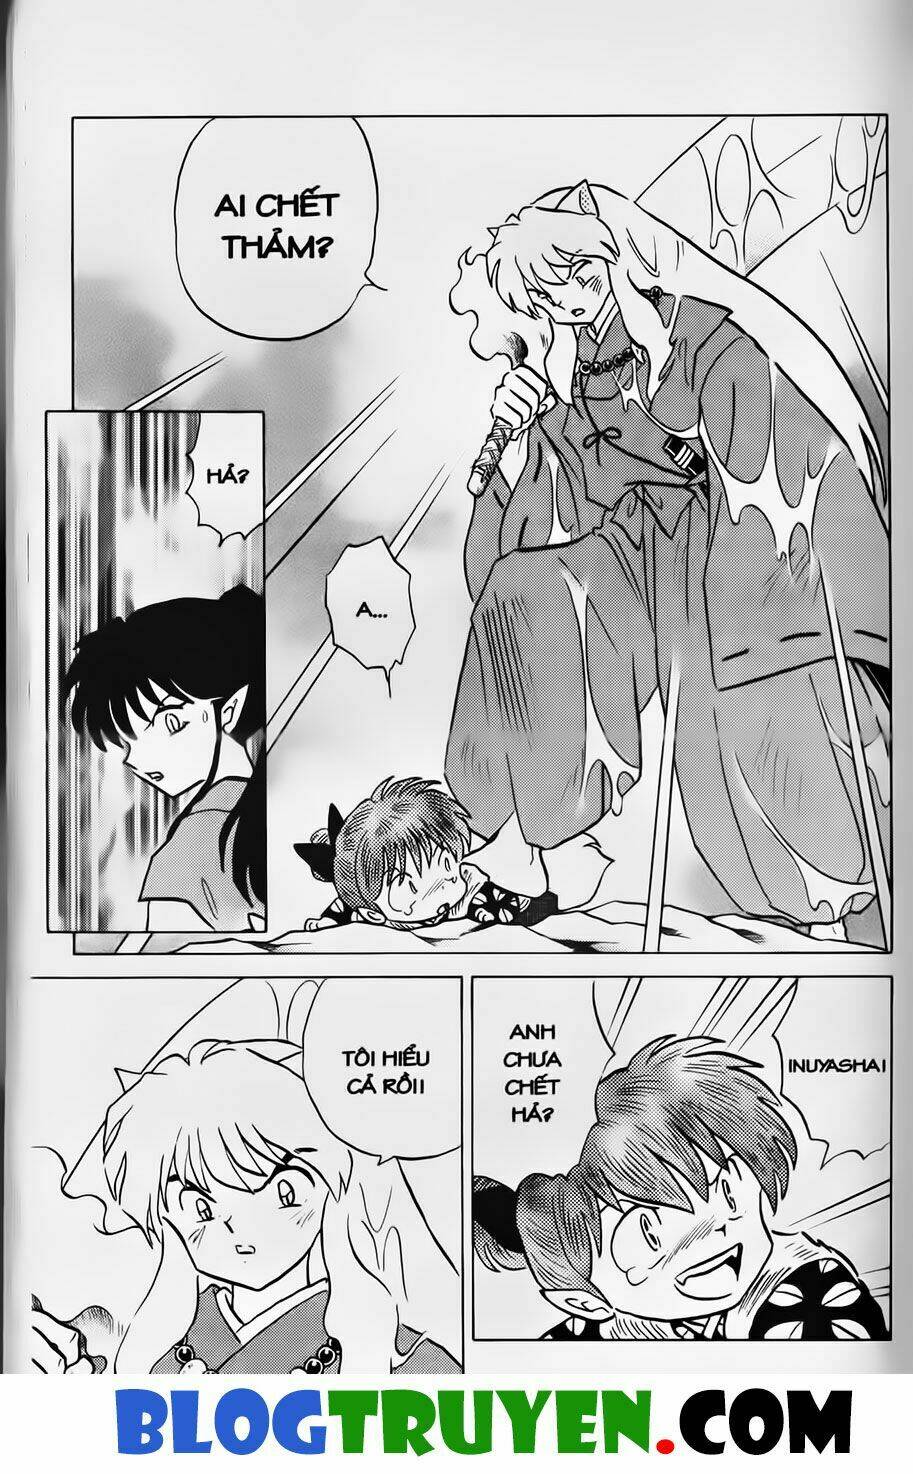 AI CHẾT
THẢM?
HẢ?
A...
INUYASHA!
ANH
CHƯA
CHẾT
HẢ?
TÔI HIỂU
CẢ RỒI!
BLOGTRUYEN.COM